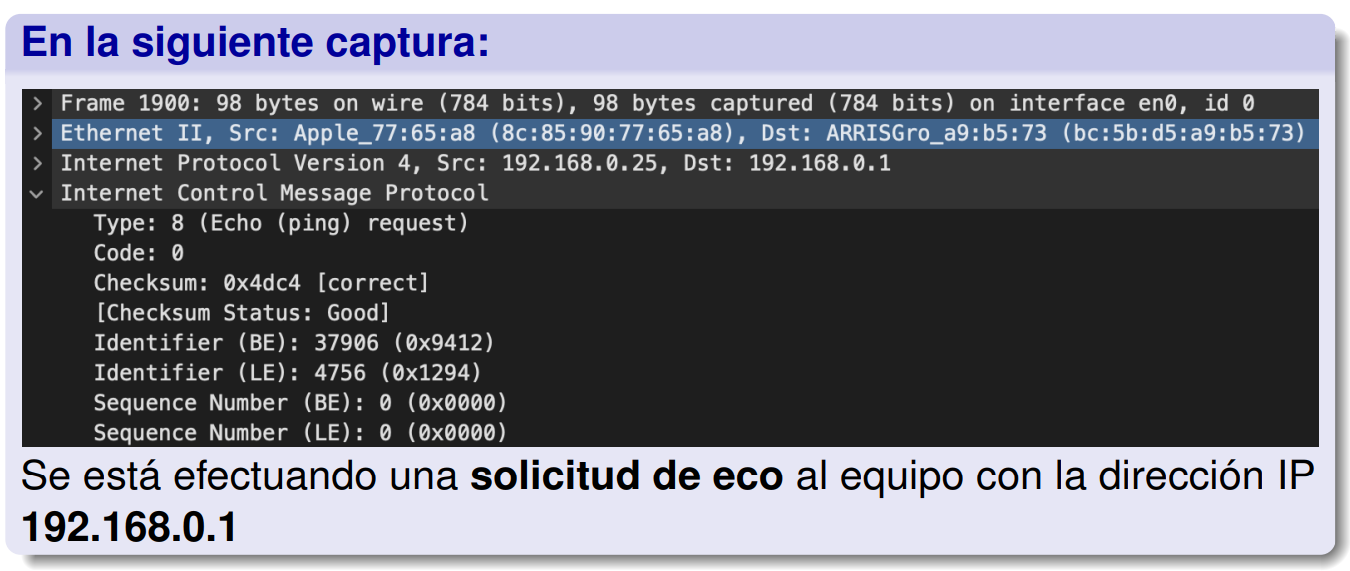 En la siguiente captura:
Frame 1900: 98 bytes on wire (784 bits), 98 bytes captured (784 bits) on interface en0, id 0
Ethernet II, Src: Apple_77:65:a8 (8c:85:90:77:65:a8), Dst: ARRISGro_a9:b5:73 (bc:5b:d5:a9:b5:73)
Internet Protocol Version 4, Src: 192.168.0.25, Dst: 192.168.0.1
Internet Control Message Protocol
Type: 8 (Echo (ping) request)
Code: 0
Checksum: 0x4dc4 [correct]
[Checksum Status: Good]
Identifier (BE): 37906 (0x9412)
Identifier (LE): 4756 (0x1294)
Sequence Number (BE): 0 (0x0000)
Sequence Number (LE): 0 (0x0000)
Se está efectuando una solicitud de eco al equipo con la dirección IP
192.168.0.1